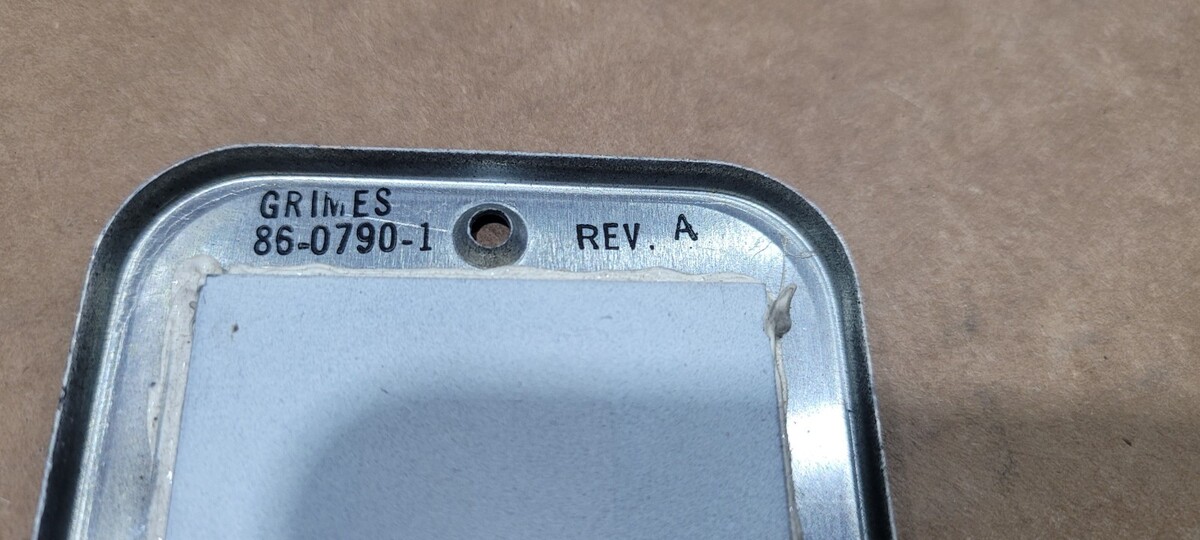 GRIMES
86-0790-1
REV. A